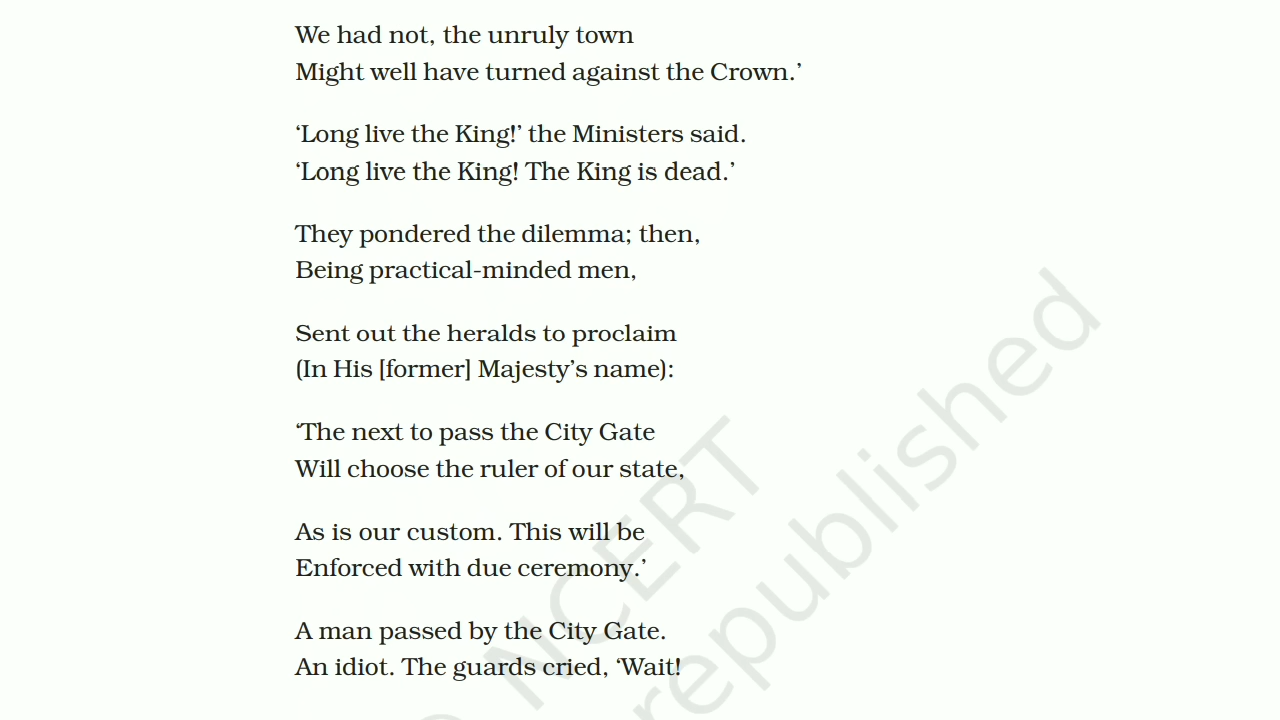 We had not, the unruly town
Might well have turned against the Crown.’
‘Long live the King!’ the Ministers said.
‘Long live the King! The King is dead.’
They pondered the dilemma; then,
Being practical-minded men,
Sent out the heralds to proclaim
(In His [former] Majesty’s name):
‘The next to pass the City Gate
Will choose the ruler of our state,
As is our custom. This will be
Enforced with due ceremony.’
A man passed by the City Gate.
An idiot. The guards cried, ‘Wait!
NCERT
republished